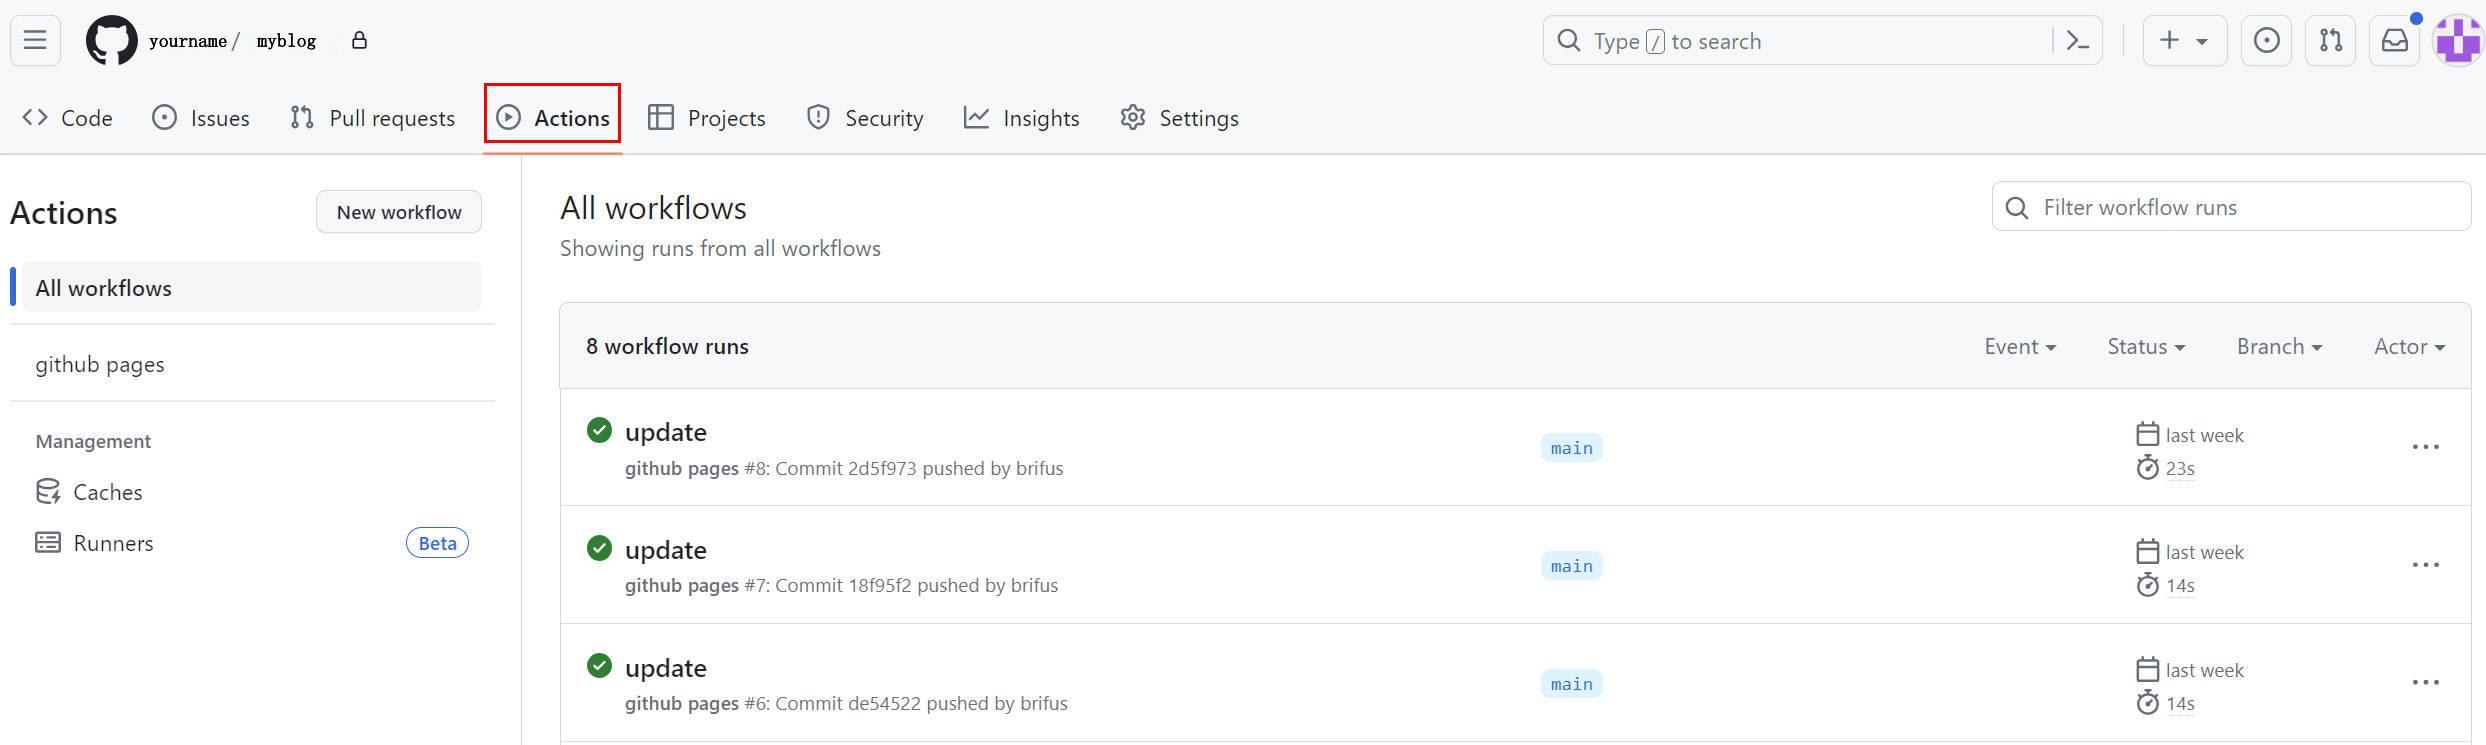 yourname / myblog
Type / to search
Code Issues Pull requests Actions Projects Security Insights Settings
Actions
New workflow
All workflows
github pages
Management
Caches
Runners Beta
All workflows
Showing runs from all workflows
Filter workflow runs
8 workflow runs
Event Status Branch Actor
update
github pages #8: Commit 2d5f973 pushed by brifus
main
last week
23s
update
github pages #7: Commit 18f95f2 pushed by brifus
main
last week
14s
update
github pages #6: Commit de54522 pushed by brifus
main
last week
14s